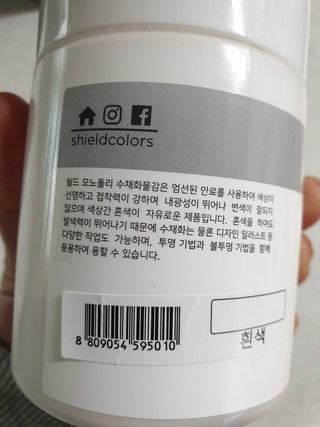 shieldcolors
쉴드 모노폴리 수채화물감은 엄선된 안료를 사용하여 색상이
선명하고 접착력이 강하며 내광성이 뛰어나 변색이 잘되지
않으며 색상간 혼색이 자유로운 제품입니다. 혼색을 하여도
발색력이 뛰어나기 때문에 수채화는 물론 디자인 일러스트 등
다양한 작업도 가능하며, 투명 기법과 불투명 기법을 함께
응용하여 용할 수 있습니다.
8 809054 595010
흰색